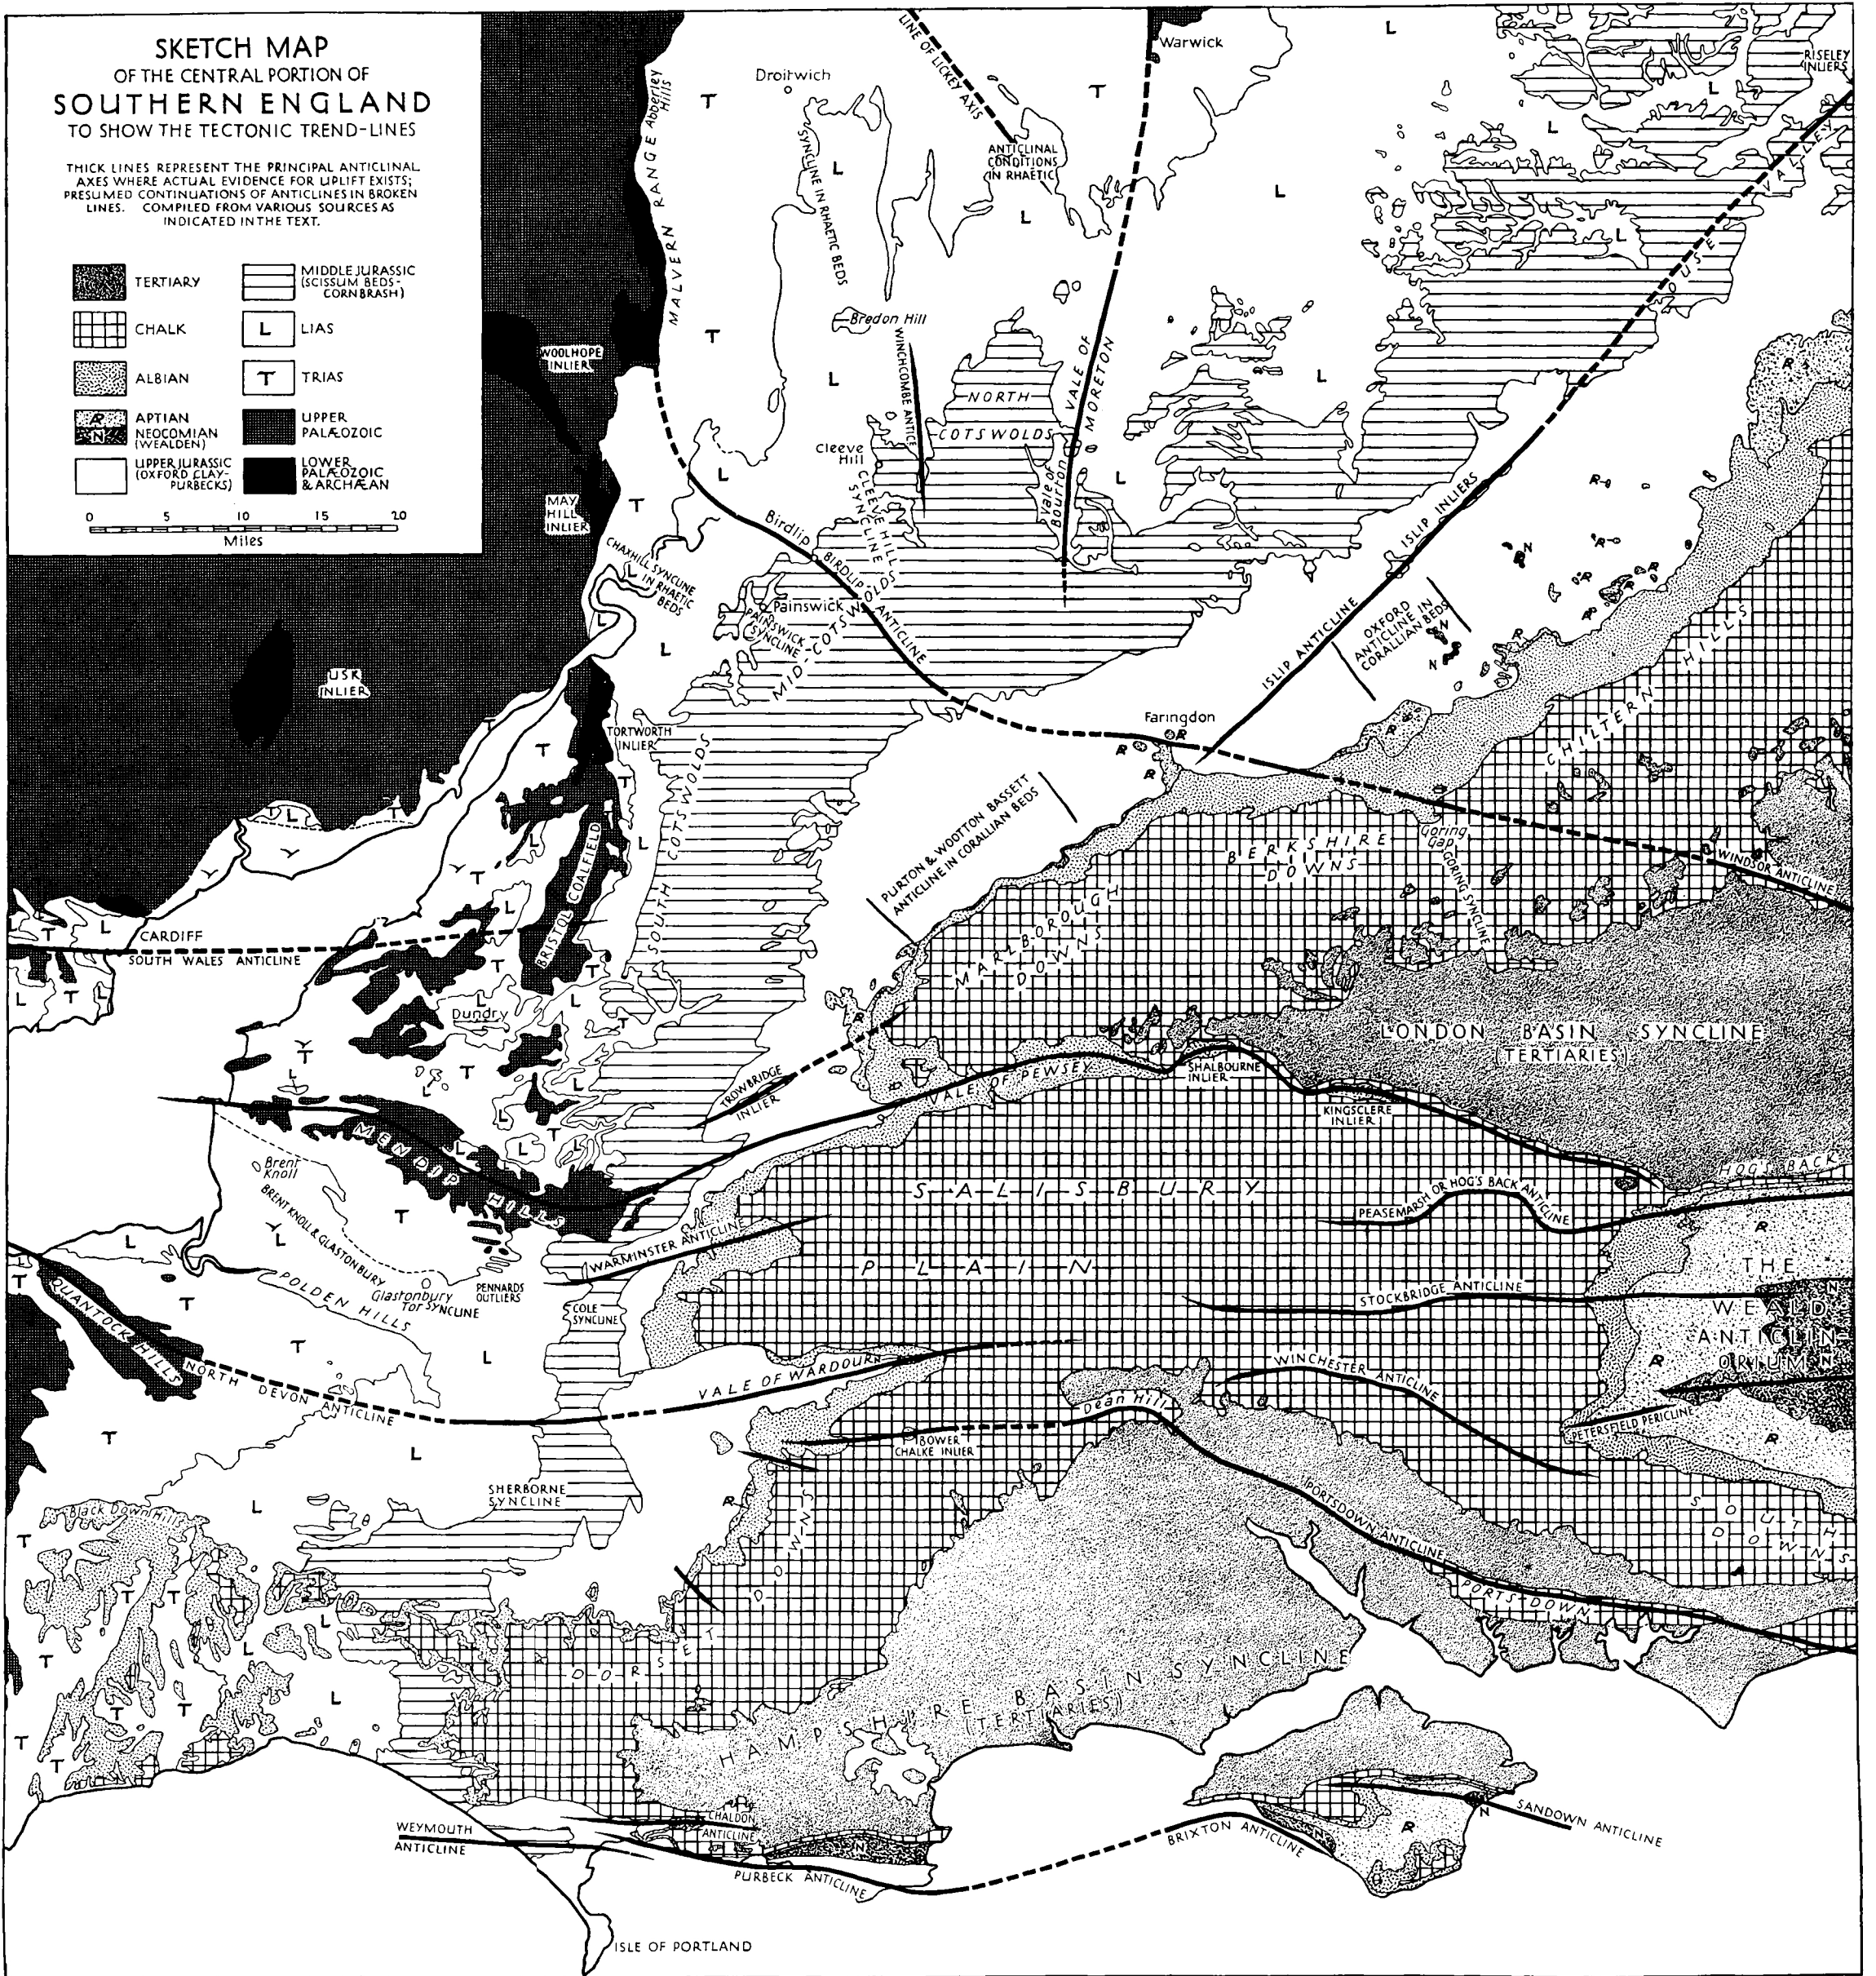 SKETCH MAP
OF THE CENTRAL PORTION OF
SOUTHERN ENGLAND
TO SHOW THE TECTONIC TREND-LINES
THICK LINES REPRESENT THE PRINCIPAL ANTICLINAL
AXES WHERE ACTUAL EVIDENCE FOR UPLIFT EXISTS;
PRESUMED CONTINUATIONS OF ANTICLINES IN BROKEN
LINES. COMPILED FROM VARIOUS SOURCES AS
INDICATED IN THE TEXT.
TERTIARY
CHALK
ALBIAN
R APTIAN
N NEOCOMIAN
(WEALDEN)
UPPER JURASSIC
(OXFORD CLAY-
PURBECKS)
MIDDLE JURASSIC
(SCISSUM BEDS-
CORNBRASH)
L LIAS
T TRIAS
UPPER
PALÆOZOIC
LOWER
PALÆOZOIC
& ARCHÆAN
0 5 10 15 20
Miles
MALVERN RANGE
Abberley
Hills
Droitwich
LINE OF LICKEY AXIS
Warwick
RISELEY
INLIERS
SYNCLINE IN RHAETIC BEDS
ANTICLINAL
CONDITIONS
IN RHAETIC
OUSE VALLEY
WOOLHOPE
INLIER
Bredon Hill
WINCHCOMBE ANTICL
VALE OF
MORETON
NORTH
COTSWOLDS
Cleeve
Hill
CLEEVE HILL
SYNCLINE
Vale of
Bourton
MAY
HILL
INLIER
CHAXHILL SYNCLINE
IN RHAETIC
BEDS
Birdlip
BIRDLIP
ANTICLINE
Painswick
PAINSWICK
SYNCLINE
MID-COTSWOLDS
ISLIP INLIERS
ISLIP ANTICLINE
OXFORD
ANTICLINE IN
CORALLIAN BEDS
USK
INLIER
TORTWORTH
INLIER
Faringdon
CHILTERN HILLS
PURTON & WOOTTON BASSETT
ANTICLINE IN CORALLIAN BEDS
SOUTH COTSWOLDS
BRISTOL COALFIELD
BERKSHIRE
DOWNS
Goring
Gap
GORING SYNCLINE
WINDSOR ANTICLINE
CARDIFF
SOUTH WALES ANTICLINE
MARLBOROUGH
DOWNS
Dundry
LONDON BASIN SYNCLINE
(TERTIARIES)
TROWBRIDGE
INLIER
VALE OF PEWSEY
SHALBOURNE
INLIER
KINGSCLERE
INLIER
MENDIP HILLS
Brent
Knoll
BRENT KNOLL & GLASTONBURY
SYNCLINE
Glastonbury
Tor
PENNARDS
OUTLIERS
POLDEN HILLS
HOG'S BACK
PEASEMARSH OR HOG'S BACK ANTICLINE
SALISBURY
PLAIN
WARMINSTER ANTICLINE
COLE
SYNCLINE
STOCKBRIDGE ANTICLINE
THE
WEALD
ANTICLIN-
ORIUM
QUANTOCK HILLS
NORTH DEVON ANTICLINE
VALE OF WARDOUR
WINCHESTER
ANTICLINE
Dean Hill
BOWER
CHALKE INLIER
PETERSFIELD PERICLINE
SHERBORNE
SYNCLINE
Black Down Hills
PORTSDOWN ANTICLINE
PORTSDOWN
SOUTH
DOWNS
DORSET
DOWNS
HAMPSHIRE BASIN SYNCLINE
(TERTIARIES)
WEYMOUTH
ANTICLINE
CHALDON
ANTICLINE
PURBECK ANTICLINE
BRIXTON ANTICLINE
SANDOWN ANTICLINE
ISLE OF PORTLAND